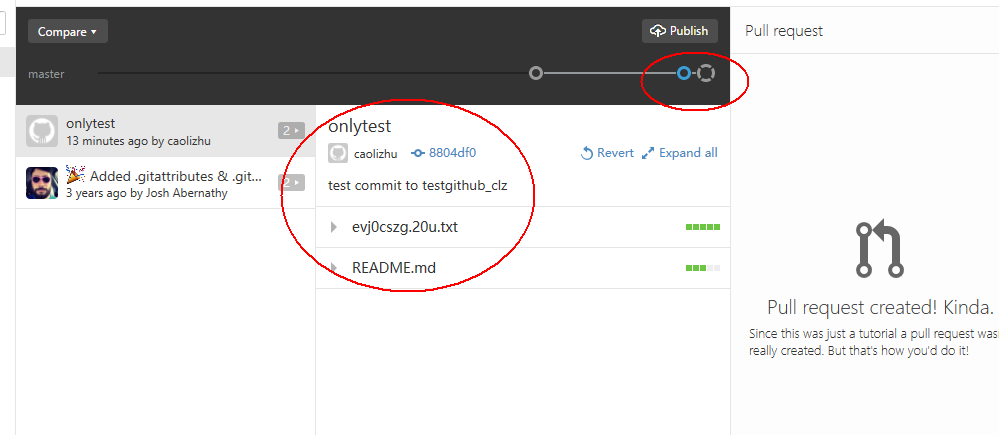 Compare
Publish
Pull request
master
onlytest
13 minutes ago by caolizhu
2
Added .gitattributes & .git...
3 years ago by Josh Abernathy
2
onlytest
caolizhu 8804df0 Revert Expand all
test commit to testgithub_clz
evj0cszg.20u.txt
README.md
Pull request created! Kinda.
Since this was just a tutorial a pull request was
really created. But that's how you'd do it!